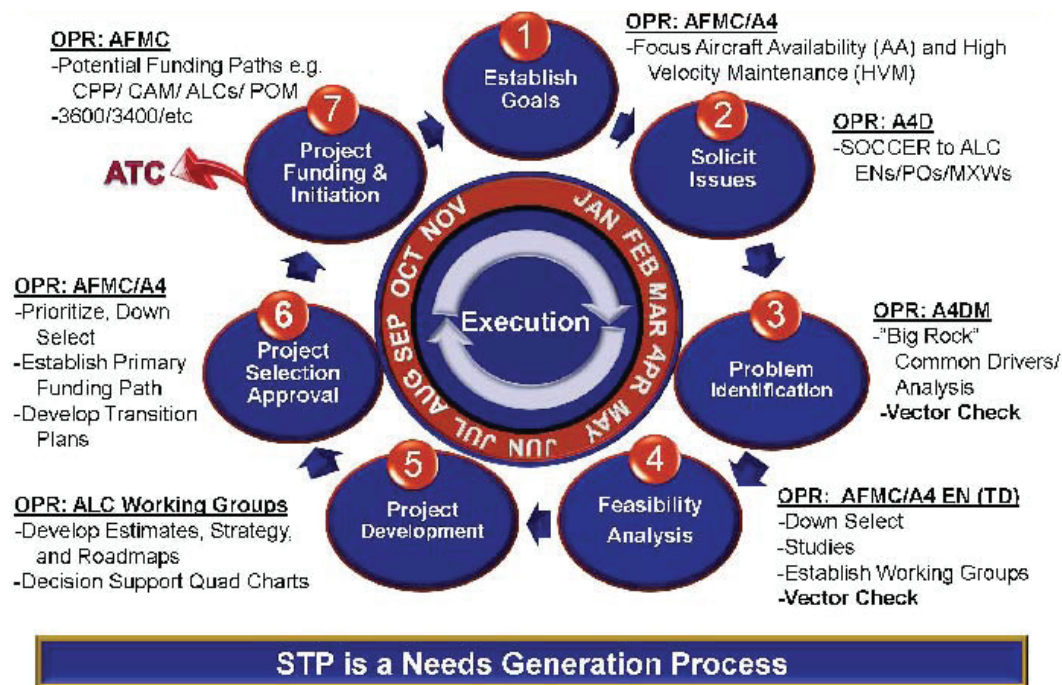 OPR: AFMC
-Potential Funding Paths e.g.
CPP/ CAM/ ALCs/ POM
-3600/3400/etc
1
Establish
Goals
OPR: AFMC/A4
-Focus Aircraft Availability (AA) and High
Velocity Maintenance (HVM)
2
Solicit
Issues
OPR: A4D
-SOCCER to ALC
ENs/POs/MXWs
3
Problem
Identification
OPR: A4DM
-"Big Rock"
Common Drivers/
Analysis
-Vector Check
4
Feasibility
Analysis
OPR: AFMC/A4 EN (TD)
-Down Select
-Studies
-Establish Working Groups
-Vector Check
5
Project
Development
OPR: ALC Working Groups
-Develop Estimates, Strategy,
and Roadmaps
-Decision Support Quad Charts
6
Project
Selection
Approval
OPR: AFMC/A4
-Prioritize, Down
Select
-Establish Primary
Funding Path
-Develop Transition
Plans
7
Project
Funding &
Initiation
ATC
JAN FEB MAR APR MAY JUN JUL AUG SEP OCT NOV
Execution
STP is a Needs Generation Process